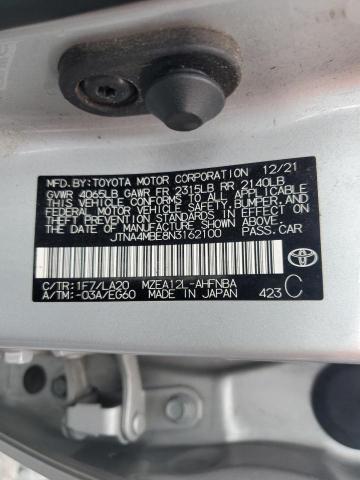 MFD.BY:TOYOTA MOTOR CORPORATION 12/21
GVWR 4065LB GAWR FR 2315LB RR 2140LB
THIS VEHICLE CONFORMS TO ALL APPLICABLE
FEDERAL MOTOR VEHICLE SAFETY, BUMPER, AND
THEFT PREVENTION STANDARDS IN EFFECT ON THE
DATE OF MANUFACTURE SHOWN ABOVE.
JTNA4MBE8N3162100 PASS.CAR
C/TR:1F7/LA20 MZEA12L-AHFNBA
A/TM:-03A/EG60 MADE IN JAPAN 423 C
TOYOTA